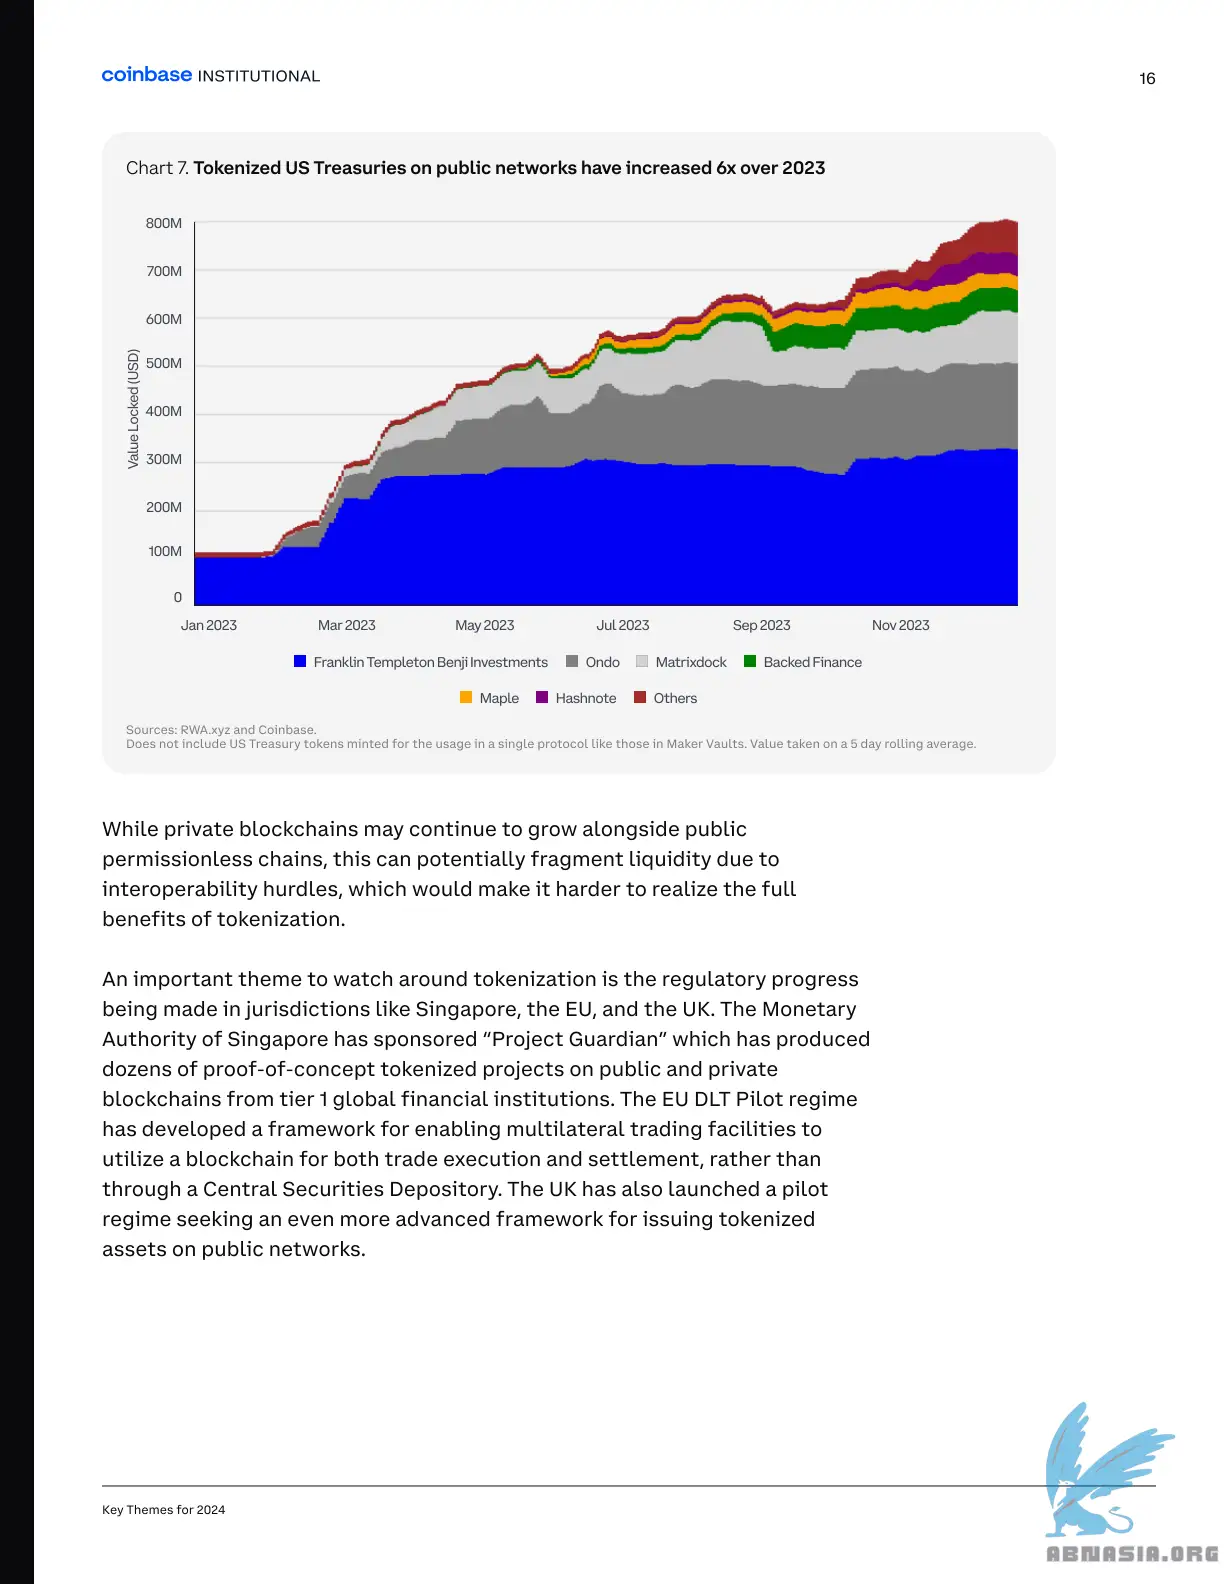 coinbase INSTITUTIONAL
16
Chart 7. Tokenized US Treasuries on public networks have increased 6x over 2023
Value Locked (USD)
800M
700M
600M
500M
400M
300M
200M
100M
0
Jan 2023 Mar 2023 May 2023 Jul 2023 Sep 2023 Nov 2023
Franklin Templeton Benji Investments Ondo Matrixdock Backed Finance
Maple Hashnote Others
Sources: RWA.xyz and Coinbase.
Does not include US Treasury tokens minted for the usage in a single protocol like those in Maker Vaults. Value taken on a 5 day rolling average.
While private blockchains may continue to grow alongside public
permissionless chains, this can potentially fragment liquidity due to
interoperability hurdles, which would make it harder to realize the full
benefits of tokenization.
An important theme to watch around tokenization is the regulatory progress
being made in jurisdictions like Singapore, the EU, and the UK. The Monetary
Authority of Singapore has sponsored “Project Guardian” which has produced
dozens of proof-of-concept tokenized projects on public and private
blockchains from tier 1 global financial institutions. The EU DLT Pilot regime
has developed a framework for enabling multilateral trading facilities to
utilize a blockchain for both trade execution and settlement, rather than
through a Central Securities Depository. The UK has also launched a pilot
regime seeking an even more advanced framework for issuing tokenized
assets on public networks.
Key Themes for 2024
ABNASIA.ORG